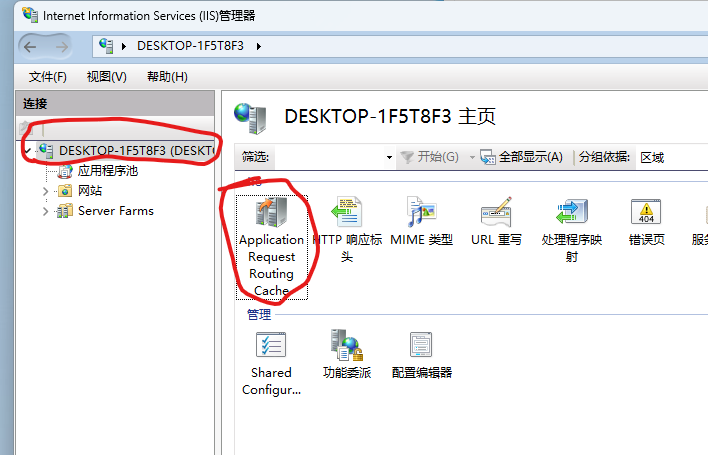 Internet Information Services (IIS)管理器
DESKTOP-1F5T8F3
文件(F) 视图(V) 帮助(H)
连接
DESKTOP-1F5T8F3 (DESKT
应用程序池
网站
Server Farms
DESKTOP-1F5T8F3 主页
筛选: 开始(G) 全部显示(A) 分组依据: 区域
Application
Request
Routing
Cache
HTTP 响应标
头
MIME 类型
URL 重写
处理程序映
射
404
错误页
管理
Shared
Configur...
功能委派
配置编辑器